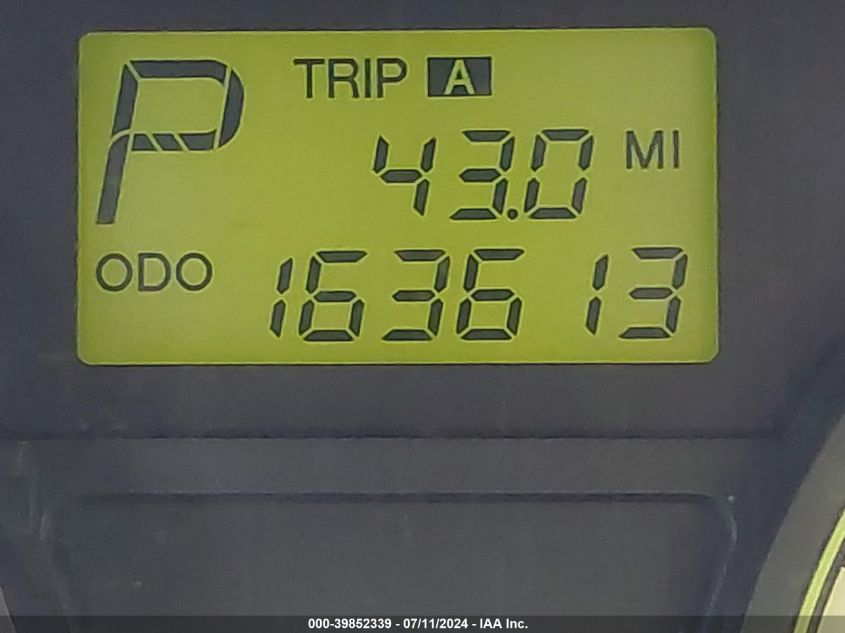 P
TRIP A
43.0 MI
ODO
163613
000-39852339 - 07/11/2024 - IAA Inc.